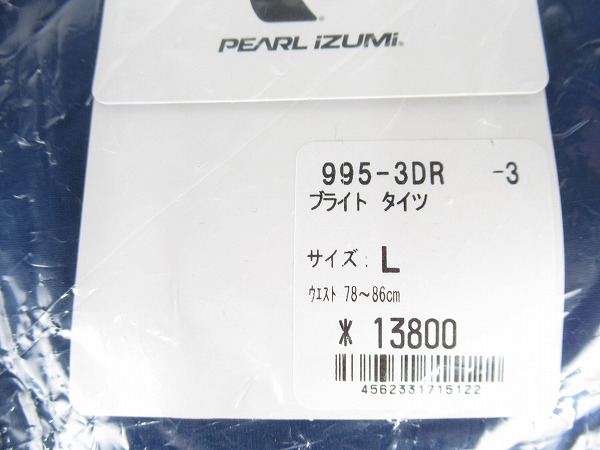 PEARL iZUMi
995-3DR -3
ブライト タイツ
サイズ: L
ウエスト 78～86cm
¥ 13800
4562331715122